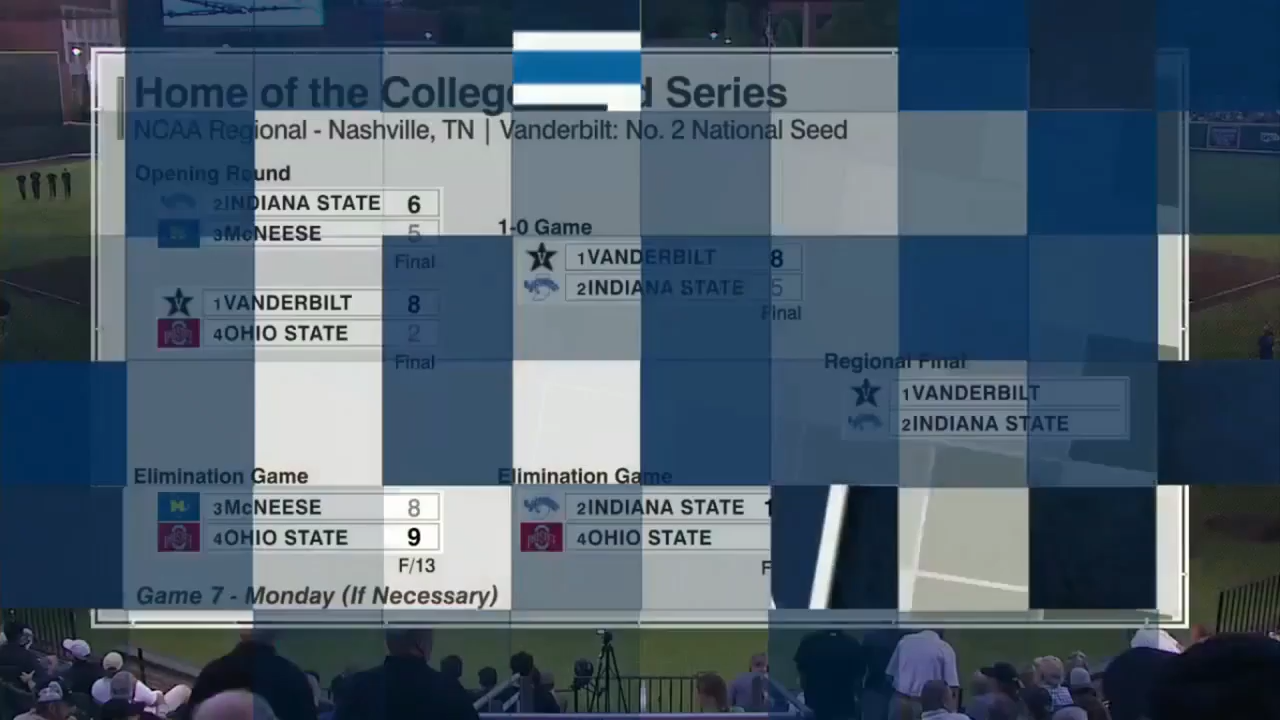 Home of the College d Series
NCAA Regional - Nashville, TN | Vanderbilt: No. 2 National Seed
Opening Round
2INDIANA STATE 6
3McNEESE 5
Final
1VANDERBILT 8
4OHIO STATE 2
Final
1-0 Game
1VANDERBILT 8
2INDIANA STATE 5
Final
Regional Final
1VANDERBILT
2INDIANA STATE
Elimination Game
3McNEESE 8
4OHIO STATE 9
F/13
Elimination Game
2INDIANA STATE
4OHIO STATE
Game 7 - Monday (If Necessary)